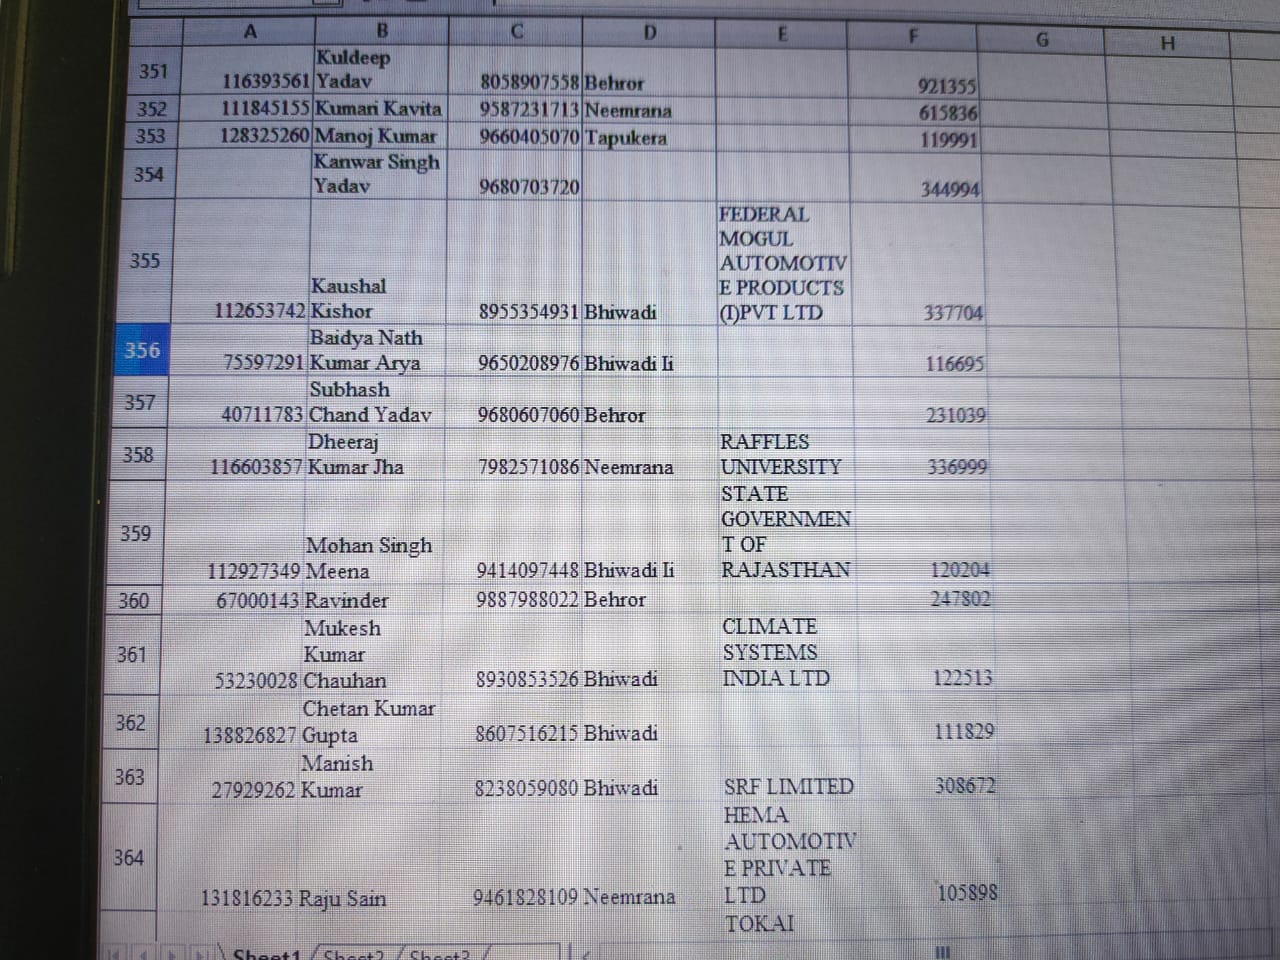 A B C D E F G H
351 116393561 Kuldeep Yadav 8058907558 Behror 921355
352 111845155 Kumari Kavita 9587231713 Neemrana 615836
353 128325260 Manoj Kumar 9660405070 Tapukera 119991
354 Kanwar Singh Yadav 9680703720 344994
355 112653742 Kaushal Kishor 8955354931 Bhiwadi FEDERAL MOGUL AUTOMOTIVE PRODUCTS (I)PVT LTD 337704
356 75597291 Baidya Nath Kumar Arya 9650208976 Bhiwadi Ii 116695
357 40711783 Subhash Chand Yadav 9680607060 Behror 231039
358 116603857 Dheeraj Kumar Jha 7982571086 Neemrana RAFFLES UNIVERSITY 336999
359 112927349 Mohan Singh Meena 9414097448 Bhiwadi Ii STATE GOVERNMENT OF RAJASTHAN 120204
360 67000143 Ravinder 9887988022 Behror 247802
361 53230028 Mukesh Kumar Chauhan 8930853526 Bhiwadi CLIMATE SYSTEMS INDIA LTD 122513
362 138826827 Chetan Kumar Gupta 8607516215 Bhiwadi 111829
363 27929262 Manish Kumar 8238059080 Bhiwadi SRF LIMITED 308672
364 131816233 Raju Sain 9461828109 Neemrana HEMA AUTOMOTIVE PRIVATE LTD 105898
TOKAI
Sheet1 Sheet2 Sheet3